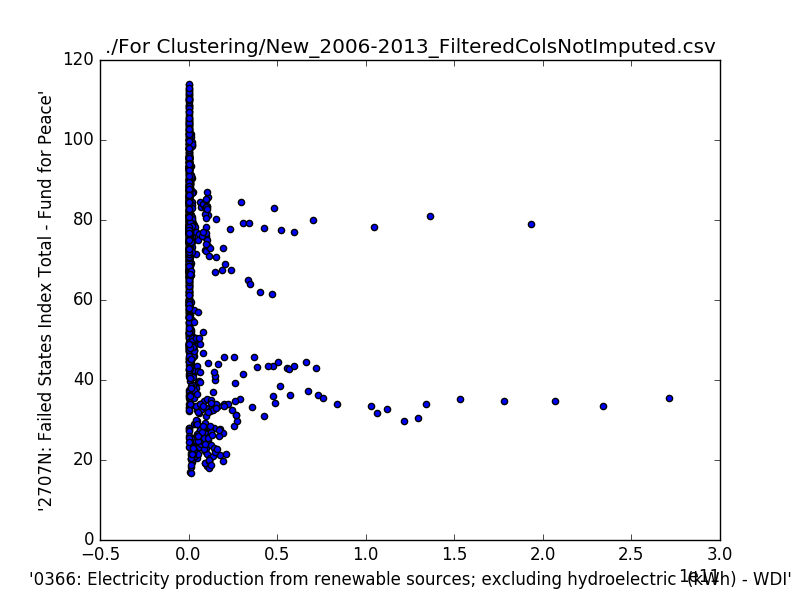 ./For Clustering/New_2006-2013_FilteredColsNotImputed.csv
120
100
80
60
40
20
0
'2707N: Failed States Index Total - Fund for Peace'
−0.5 0.0 0.5 1.0 1.5 2.0 2.5 3.0
1e11
'0366: Electricity production from renewable sources; excluding hydroelectric (kWh) - WDI'